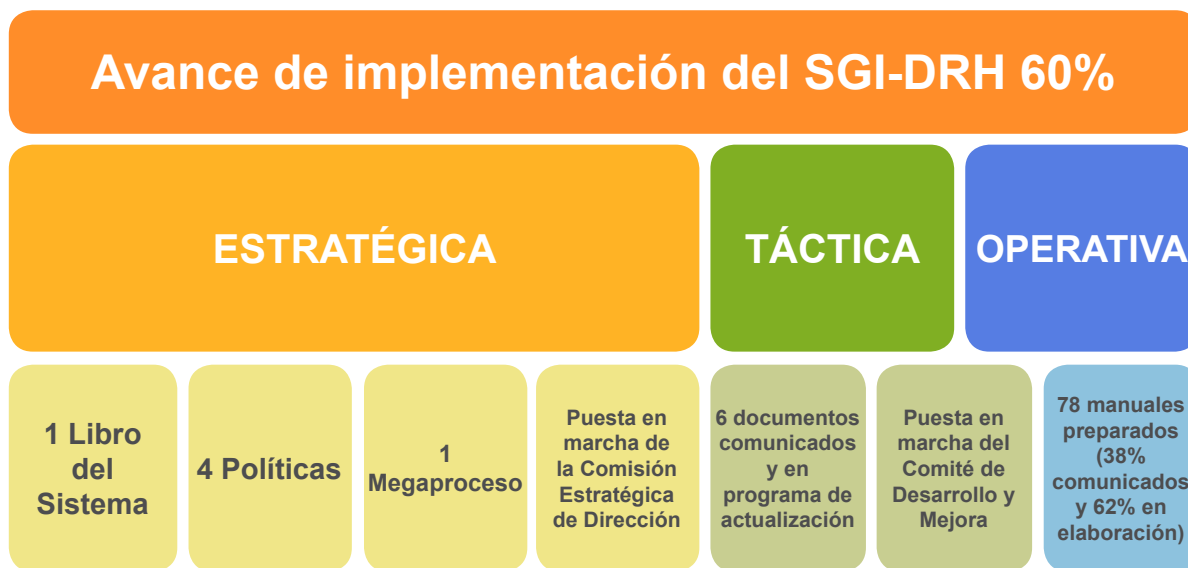 Avance de implementación del SGI-DRH 60%
ESTRATÉGICA
TÁCTICA
OPERATIVA
1 Libro
del
Sistema
4 Políticas
1
Megaproceso
Puesta en
marcha de
la Comisión
Estratégica
de Dirección
6 documentos
comunicados
y en
programa de
actualización
Puesta en
marcha del
Comité de
Desarrollo y
Mejora
78 manuales
preparados
(38%
comunicados
y 62% en
elaboración)